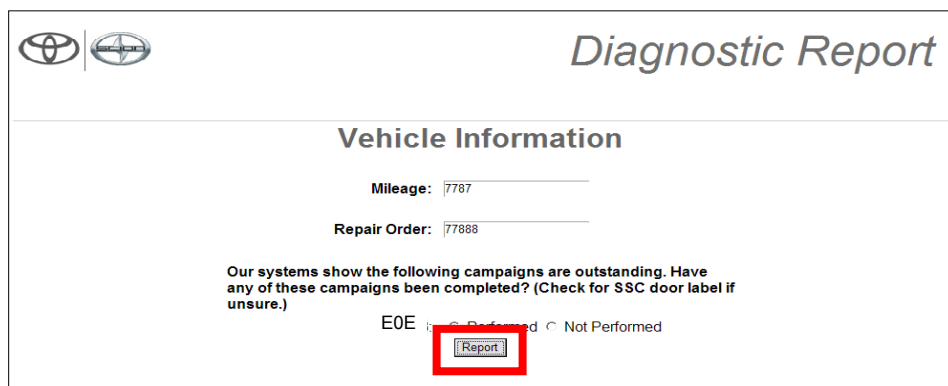 SCION
Diagnostic Report
Vehicle Information
Mileage: 7787
Repair Order: 77888
Our systems show the following campaigns are outstanding. Have
any of these campaigns been completed? (Check for SSC door label if
unsure.)
E0E : Performed Not Performed
Report